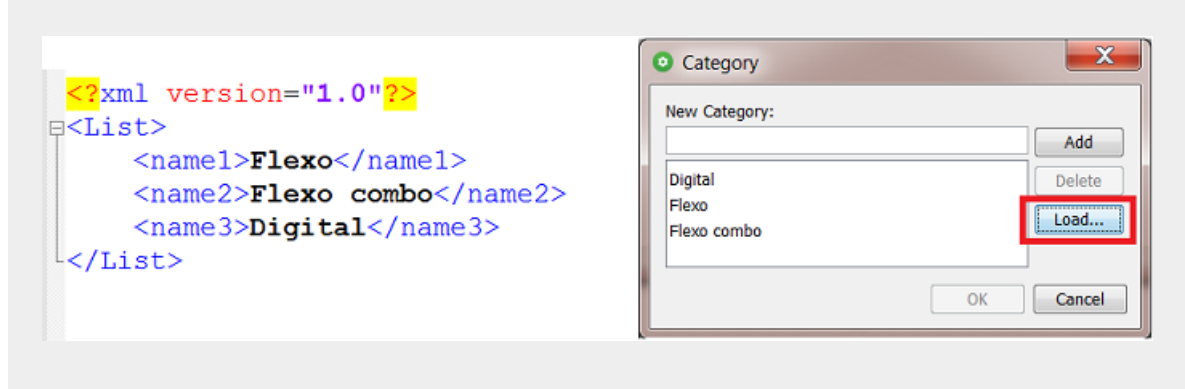 <?xml version="1.0"?>
<List>
<name1>Flexo</name1>
<name2>Flexo combo</name2>
<name3>Digital</name3>
</List>
Category
X
New Category:
Add
Digital
Flexo
Flexo combo
Delete
Load...
OK
Cancel